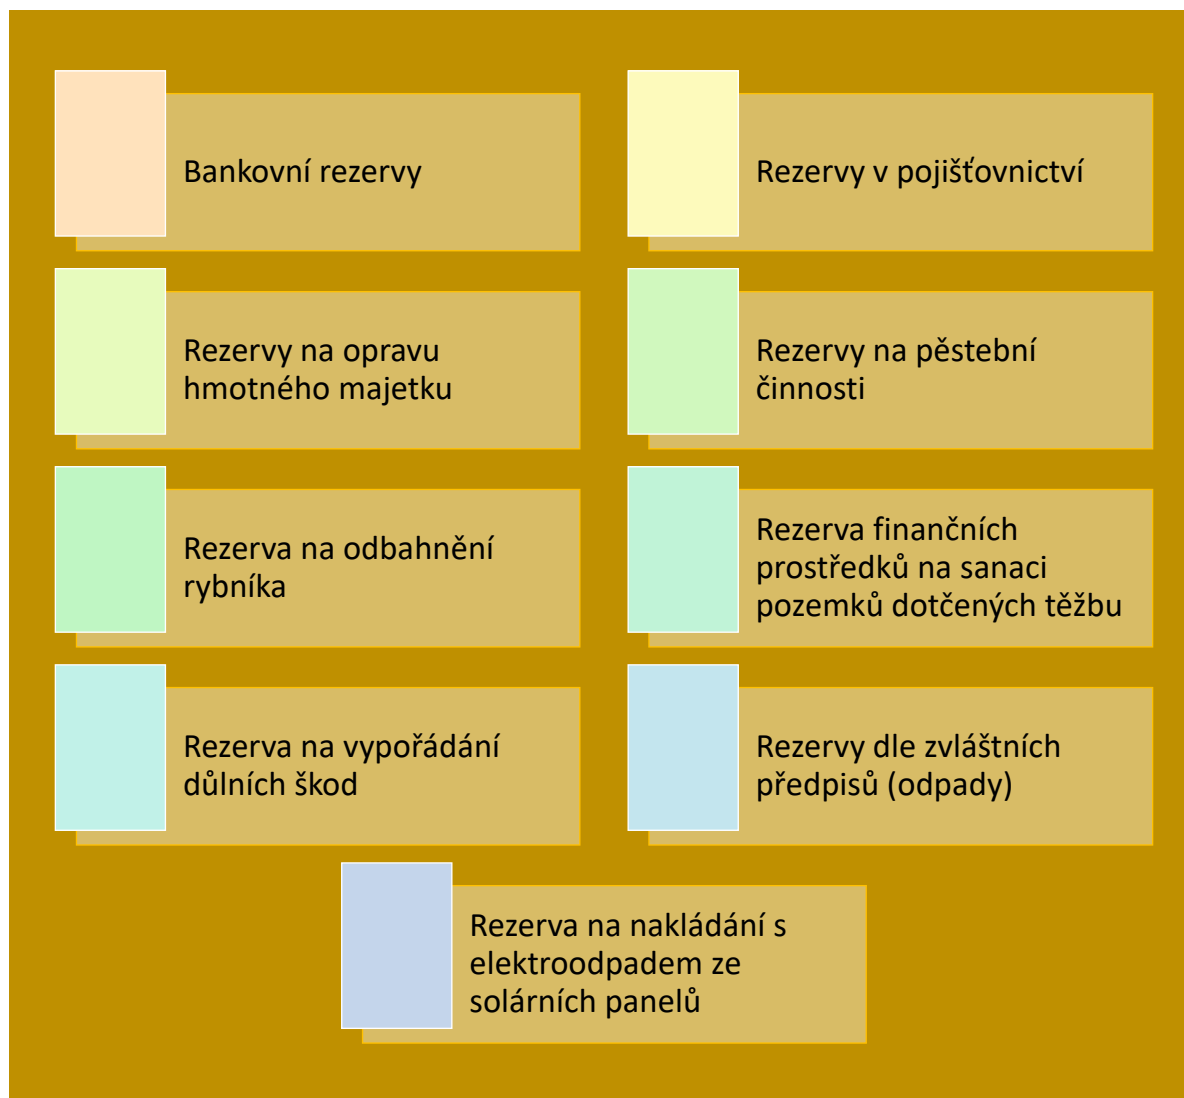 Bankovní rezervy
Rezervy v pojišťovnictví
Rezervy na opravu
hmotného majetku
Rezervy na pěstební
činnosti
Rezerva na odbahnění
rybníka
Rezerva finančních
prostředků na sanaci
pozemků dotčených těžbu
Rezerva na vypořádání
důlních škod
Rezervy dle zvláštních
předpisů (odpady)
Rezerva na nakládání s
elektroodpadem ze
solárních panelů